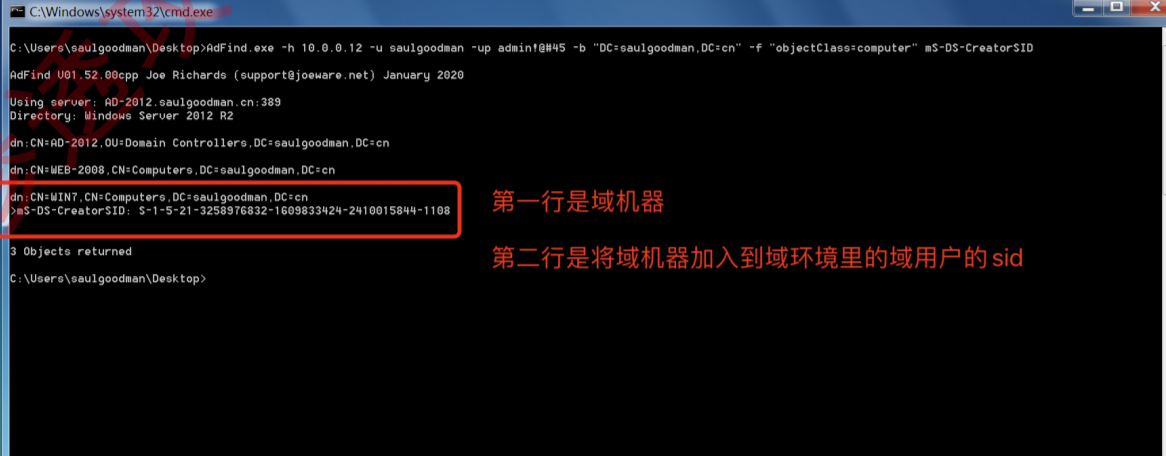 C:\Windows\system32\cmd.exe
C:\Users\saulgoodman\Desktop>AdFind.exe -h 10.0.0.12 -u saulgoodman -up admin!@#45 -b "DC=saulgoodman,DC=cn" -f "objectClass=computer" mS-DS-CreatorSID
AdFind V01.52.00cpp Joe Richards (support@joeware.net) January 2020
Using server: AD-2012.saulgoodman.cn:389
Directory: Windows Server 2012 R2
dn:CN=AD-2012,OU=Domain Controllers,DC=saulgoodman,DC=cn
dn:CN=WEB-2008,CN=Computers,DC=saulgoodman,DC=cn
dn:CN=WIN7,CN=Computers,DC=saulgoodman,DC=cn
>mS-DS-CreatorSID: S-1-5-21-3258976832-1609833424-2410015844-1108
第一行是域机器
第二行是将域机器加入到域环境里的域用户的sid
3 Objects returned
C:\Users\saulgoodman\Desktop>